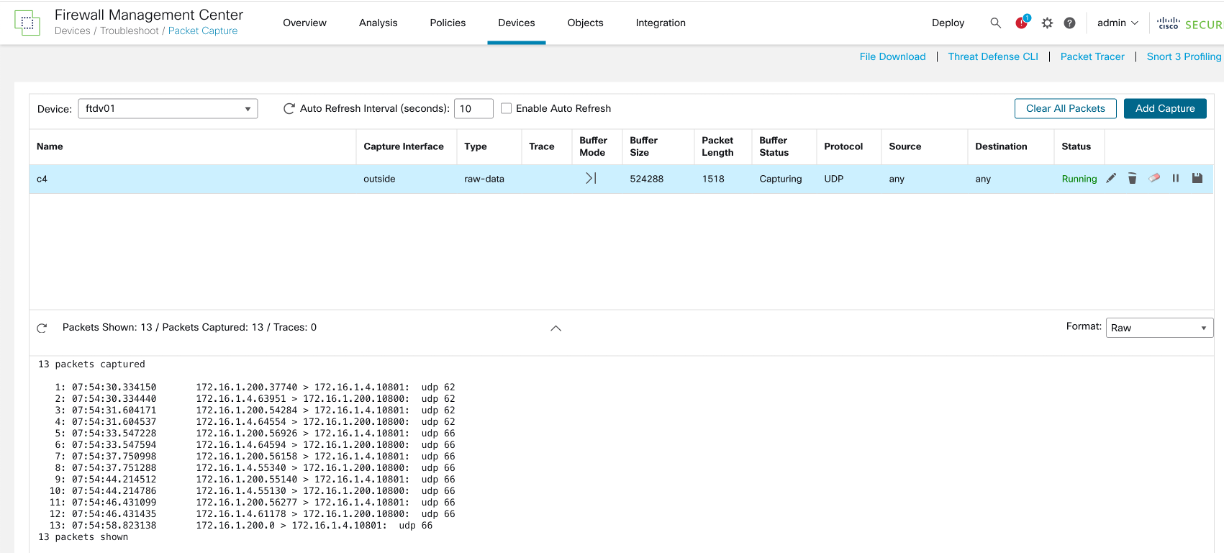 Firewall Management Center
Devices / Troubleshoot / Packet Capture
Overview Analysis Policies Devices Objects Integration Deploy 1 admin cisco SECUR
File Download | Threat Defense CLI | Packet Tracer | Snort 3 Profiling
Device: ftdv01 Auto Refresh Interval (seconds): 10 Enable Auto Refresh Clear All Packets Add Capture
Name Capture Interface Type Trace Buffer Mode Buffer Size Packet Length Buffer Status Protocol Source Destination Status
c4 outside raw-data 524288 1518 Capturing UDP any any Running
Packets Shown: 13 / Packets Captured: 13 / Traces: 0 Format: Raw
13 packets captured
1: 07:54:30.334150 172.16.1.200.37740 > 172.16.1.4.10801: udp 62
2: 07:54:30.334440 172.16.1.4.63951 > 172.16.1.200.10800: udp 62
3: 07:54:31.604171 172.16.1.200.54284 > 172.16.1.4.10801: udp 62
4: 07:54:31.604537 172.16.1.4.64554 > 172.16.1.200.10800: udp 62
5: 07:54:33.547228 172.16.1.200.56926 > 172.16.1.4.10801: udp 66
6: 07:54:33.547594 172.16.1.4.64594 > 172.16.1.200.10800: udp 66
7: 07:54:37.750998 172.16.1.200.56158 > 172.16.1.4.10801: udp 66
8: 07:54:37.751288 172.16.1.4.55340 > 172.16.1.200.10800: udp 66
9: 07:54:44.214512 172.16.1.200.55140 > 172.16.1.4.10801: udp 66
10: 07:54:44.214786 172.16.1.4.55130 > 172.16.1.200.10800: udp 66
11: 07:54:46.431099 172.16.1.200.56277 > 172.16.1.4.10801: udp 66
12: 07:54:46.431435 172.16.1.4.61178 > 172.16.1.200.10800: udp 66
13: 07:54:58.823138 172.16.1.200.0 > 172.16.1.4.10801: udp 66
13 packets shown